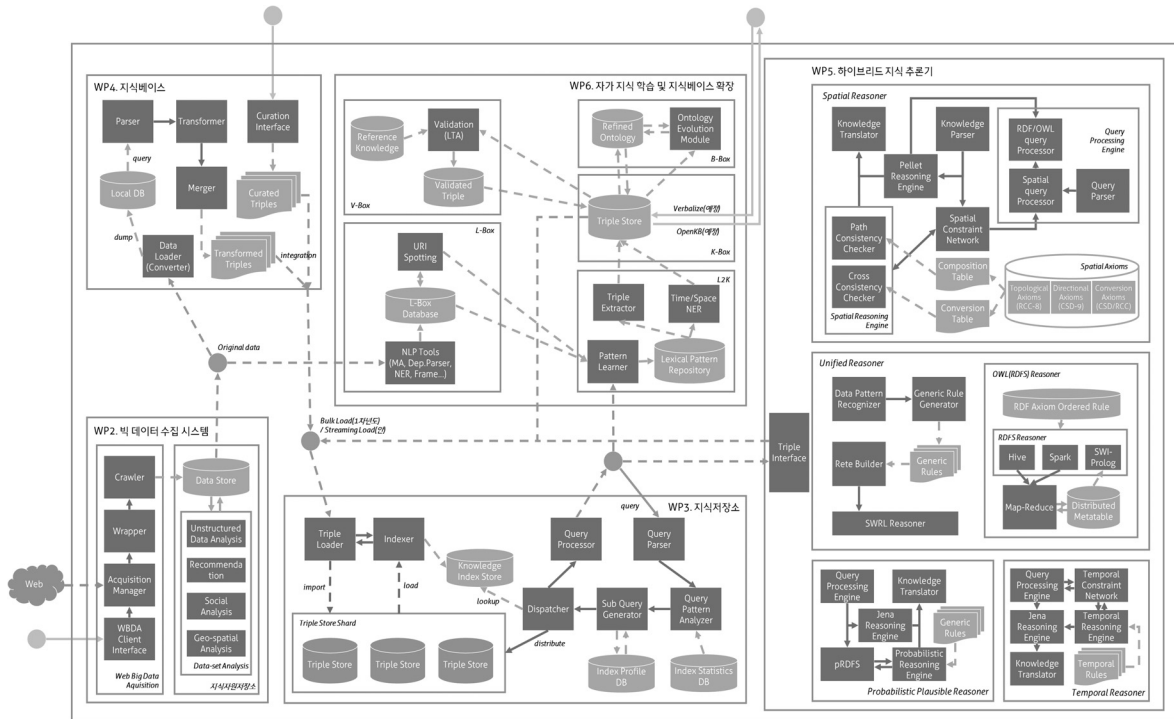 WP4. 지식베이스
Parser
Transformer
Curation
Interface
query
Local DB
Merger
Curated
Triples
dump
Data
Loader
(Converter)
Transformed
Triples
integration
Original data
WP6. 자가 지식 학습 및 지식베이스 확장
Reference
Knowledge
Validation
(LTA)
Validated
Triple
V-Box
Refined
Ontology
Ontology
Evolution
Module
B-Box
Triple Store
Verbalize(예정)
OpenKB(예정)
K-Box
L-Box
URI
Spotting
L-Box
Database
NLP Tools
(MA, Dep.Parser,
NER, Frame...)
L2K
Triple
Extractor
Time/Space
NER
Pattern
Learner
Lexical Pattern
Repository
WP2. 빅 데이터 수집 시스템
Crawler
Wrapper
Acquisition
Manager
WBDA
Client
Interface
Web Big Data
Aquisition
Web
Data Store
Unstructured
Data Analysis
Recommenda
tion
Social
Analysis
Geo-spatial
Analysis
Data-set Analysis
지식자원저장소
Bulk Load(1차년도)
/ Streaming Load(안)
WP3. 지식저장소
Triple
Loader
Indexer
import
load
Knowledge
Index Store
lookup
Query
Processor
query
Query
Parser
Dispatcher
Sub Query
Generator
Query
Pattern
Analyzer
distribute
Triple Store Shard
Triple Store
Triple Store
Triple Store
Index Profile
DB
Index Statistics
DB
Triple
Interface
WP5. 하이브리드 지식 추론기
Spatial Reasoner
Knowledge
Translator
Knowledge
Parser
Pellet
Reasoning
Engine
RDF/OWL
query
Processor
Query
Processing
Engine
Spatial
query
Processor
Query
Parser
Path
Consistency
Checker
Spatial
Constraint
Network
Cross
Consistency
Checker
Spatial Reasoning
Engine
Composition
Table
Conversion
Table
Spatial Axioms
Topological
Axioms
(RCC-8)
Directional
Axioms
(CSD-9)
Conversion
Axioms
(CSD/RCC)
Unified Reasoner
Data Pattern
Recognizer
Generic Rule
Generator
Rete Builder
Generic
Rules
SWRL Reasoner
OWL(RDFS) Reasoner
RDF Axiom Ordered Rule
RDFS Reasoner
Hive
Spark
SWI-
Prolog
Map-Reduce
Distributed
Metatable
Query
Processing
Engine
Knowledge
Translator
Jena
Reasoning
Engine
Generic
Rules
pRDFS
Probabilistic
Reasoning
Engine
Probabilistic Plausible Reasoner
Query
Processing
Engine
Temporal
Constraint
Network
Jena
Reasoning
Engine
Temporal
Reasoning
Engine
Knowledge
Translator
Temporal
Rules
Temporal Reasoner